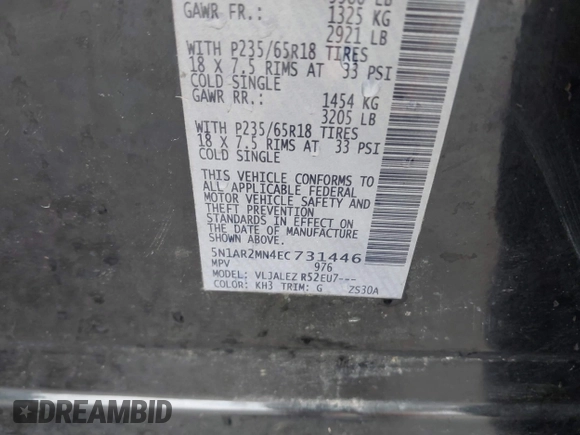 GAWR FR.: 1325 KG
2921 LB
WITH P235/65R18 TIRES
18 X 7.5 RIMS AT 33 PSI
COLD SINGLE
GAWR RR.: 1454 KG
3205 LB
WITH P235/65R18 TIRES
18 X 7.5 RIMS AT 33 PSI
COLD SINGLE
THIS VEHICLE CONFORMS TO
ALL APPLICABLE FEDERAL
MOTOR VEHICLE SAFETY AND
THEFT PREVENTION
STANDARDS IN EFFECT ON
THE DATE OF MANUFACTURE
SHOWN ABOVE.
5N1AR2MN4EC731446
MPV 976
MODEL: VLJALEZ R52EU7---
COLOR: KH3 TRIM: G ZS30A
DREAMBID